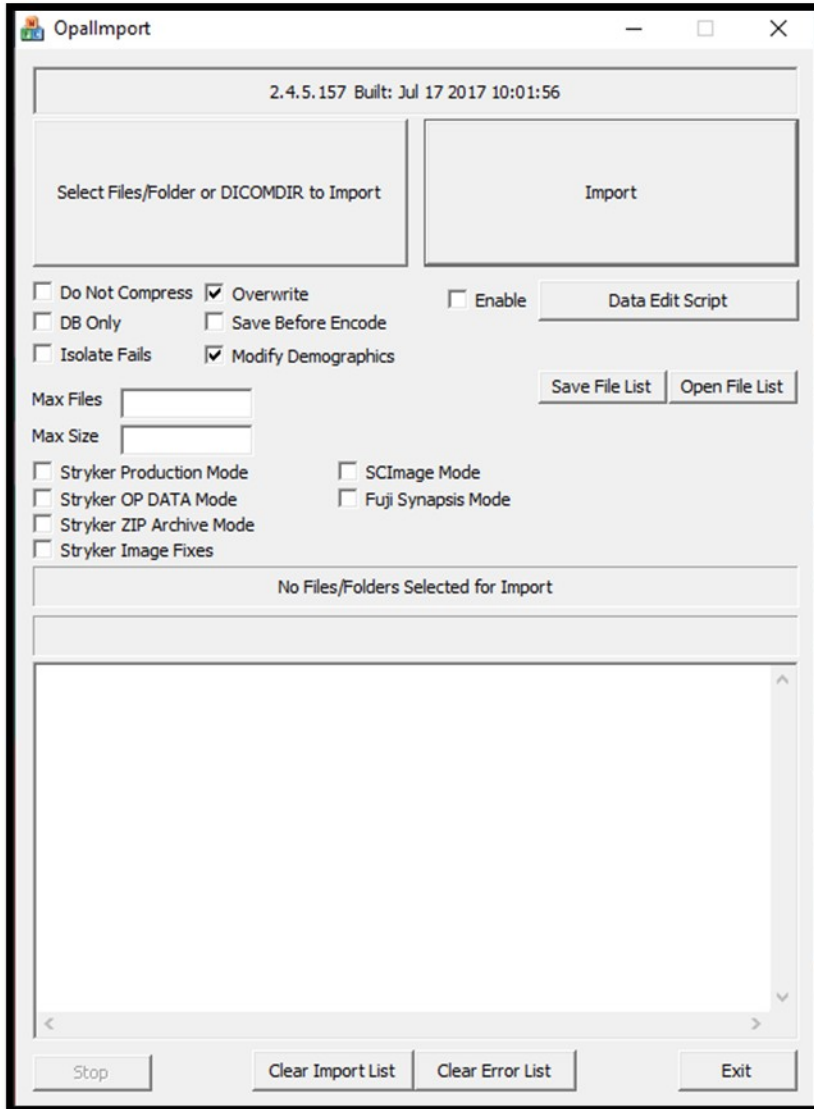 OpalImport
2.4.5.157 Built: Jul 17 2017 10:01:56
Select Files/Folder or DICOMDIR to Import
Import
Do Not Compress
Overwrite
Enable
Data Edit Script
DB Only
Save Before Encode
Isolate Fails
Modify Demographics
Save File List
Open File List
Max Files
Max Size
Stryker Production Mode
SCImage Mode
Stryker OP DATA Mode
Fuji Synapsis Mode
Stryker ZIP Archive Mode
Stryker Image Fixes
No Files/Folders Selected for Import
Stop
Clear Import List
Clear Error List
Exit